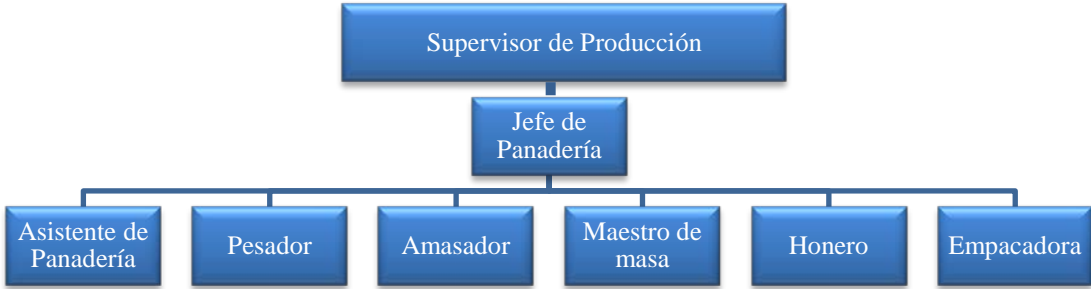 Supervisor de Producción
Jefe de
Panadería
Asistente de
Panadería
Pesador
Amasador
Maestro de
masa
Honero
Empacadora